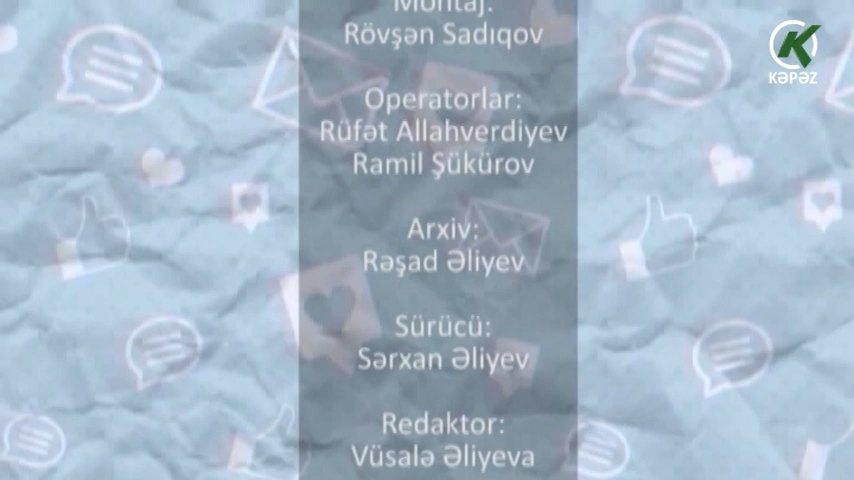 Montaj:
Rövşən Sadıqov
Operatorlar:
Rüfət Allahverdiyev
Ramil Şükürov
Arxiv:
Rəşad Əliyev
Sürücü:
Sərxan Əliyev
Redaktor:
Vüsalə Əliyeva
K
KƏPƏZ